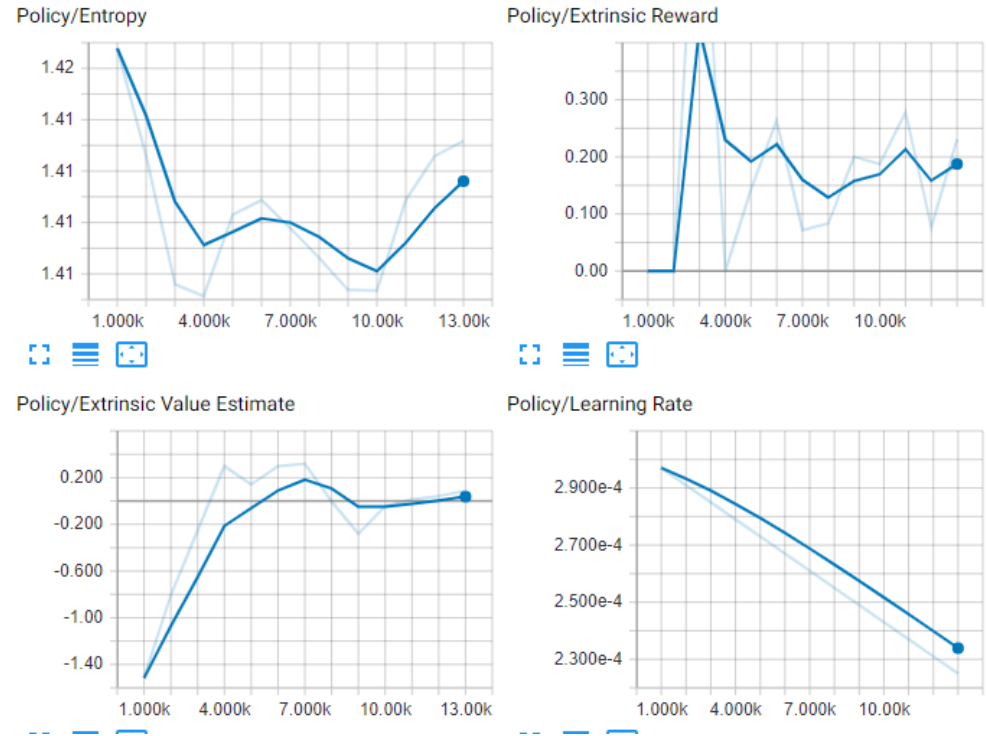 Policy/Entropy
1.42
1.41
1.41
1.41
1.41
1.000k 4.000k 7.000k 10.00k 13.00k
Policy/Extrinsic Reward
0.300
0.200
0.100
0.00
1.000k 4.000k 7.000k 10.00k
Policy/Extrinsic Value Estimate
0.200
-0.200
-0.600
-1.00
-1.40
1.000k 4.000k 7.000k 10.00k 13.00k
Policy/Learning Rate
2.900e-4
2.700e-4
2.500e-4
2.300e-4
1.000k 4.000k 7.000k 10.00k